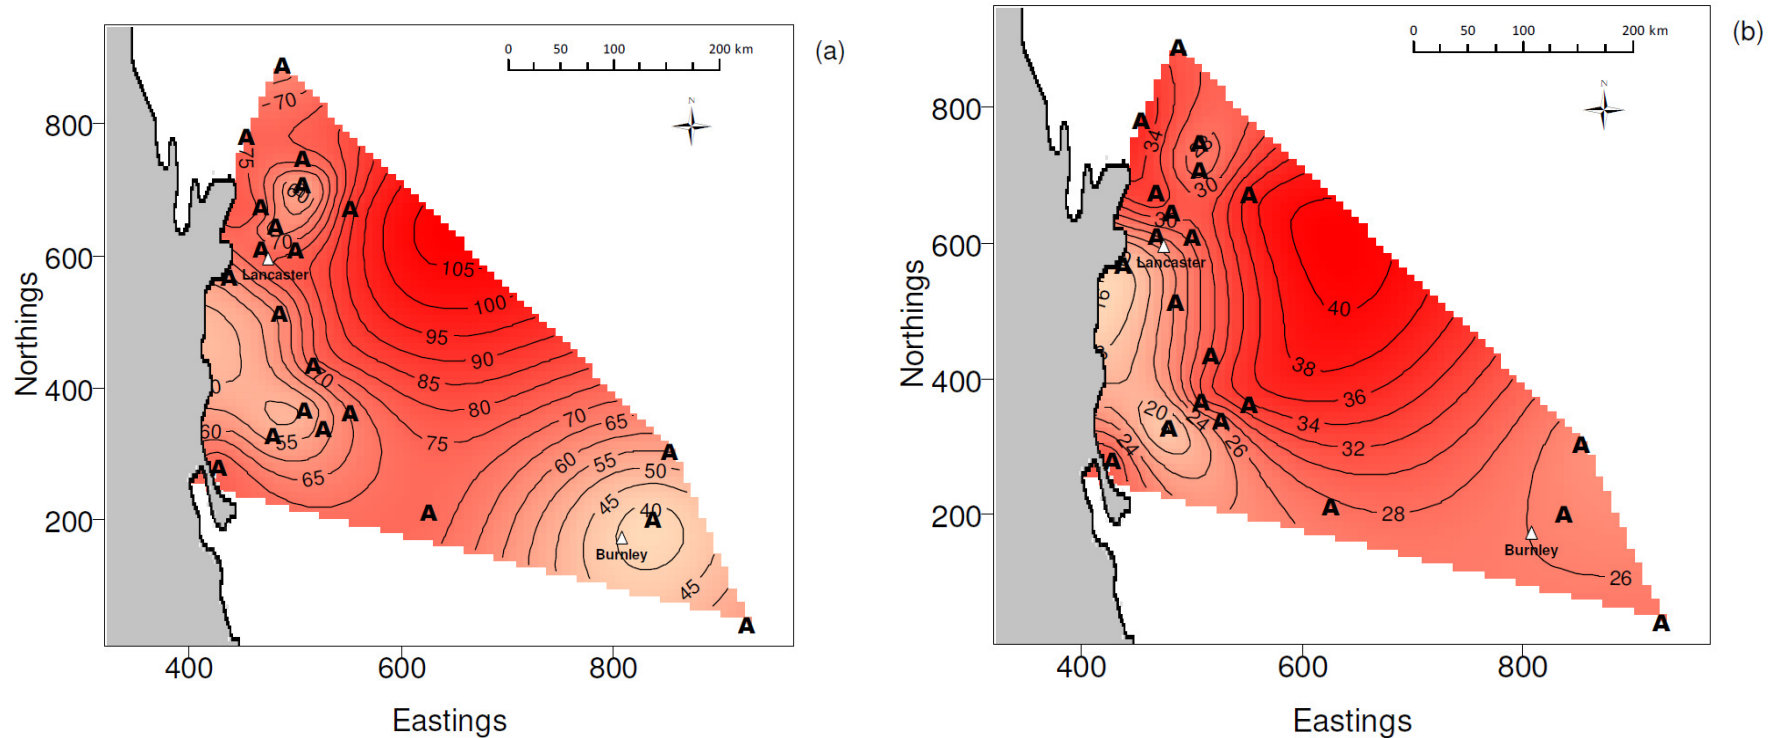 0 50 100 200 km
(a)
N
A
70
A
75
A
A
A
A
A
70
A
A
Lancaster
A
105
100
A
95
90
A
70
85
80
A
A
75
70
65
60
A
A
55
A
60
55
50
A
65
45
40
A
A
Burnley
45
A
800
600
400
200
Northings
400 600 800
Eastings
0 50 100 200 km
(b)
N
A
A
34
A
A
30
A
A
A
30
A
A
Lancaster
A
A
40
A
38
36
34
32
A
A
20
24
A
26
A
24
A
A
A
28
A
Burnley
26
A
800
600
400
200
Northings
400 600 800
Eastings